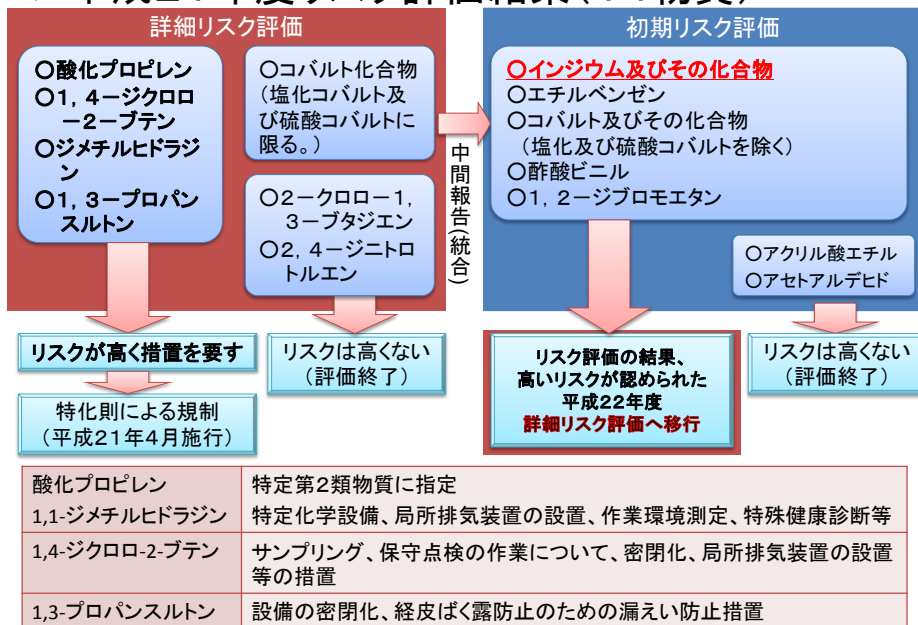 詳細リスク評価
〇酸化プロピレン
〇1，4－ジクロロ
－2－ブテン
〇ジメチルヒドラジ
ン
〇1，3－プロパン
スルトン
〇コバルト化合物
（塩化コバルト及
び硫酸コバルトに
限る。）
〇2－クロロ－1，
3－ブタジエン
〇2，4－ジニトロ
トルエン
中間報告（統合）
初期リスク評価
〇インジウム及びその化合物
〇エチルベンゼン
〇コバルト及びその化合物
（塩化及び硫酸コバルトを除く）
〇酢酸ビニル
〇1，2－ジブロモエタン
〇アクリル酸エチル
〇アセトアルデヒド
リスクが高く措置を要す
特化則による規制
（平成21年4月施行）
リスクは高くない
（評価終了）
リスク評価の結果、
高いリスクが認められた
平成22年度
詳細リスク評価へ移行
リスクは高くない
（評価終了）
酸化プロピレン
1,1-ジメチルヒドラジン
特定第2類物質に指定
特定化学設備、局所排気装置の設置、作業環境測定、特殊健康診断等
1,4-ジクロロ-2-ブテン
サンプリング、保守点検の作業について、密閉化、局所排気装置の設置
等の措置
1,3-プロパンスルトン
設備の密閉化、経皮ばく露防止のための漏えい防止措置